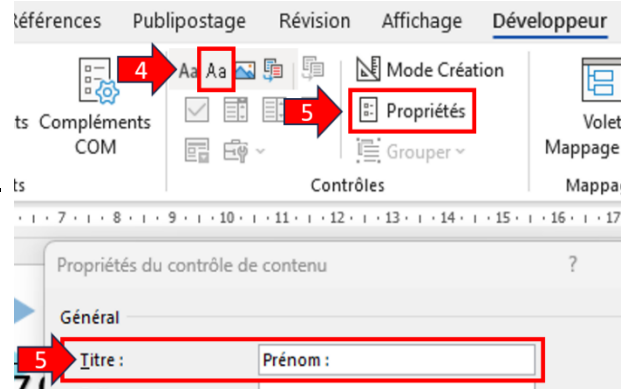 Références Publipostage Révision Affichage Développeur
4 Aa Aa Mode Création
5 Propriétés
ts Compléments Volet
COM Mappage
Grouper
ts Contrôles Mappa
7 8 9 10 11 12 13 14 15 16 17
Propriétés du contrôle de contenu ?
Général
5 Titre : Prénom :